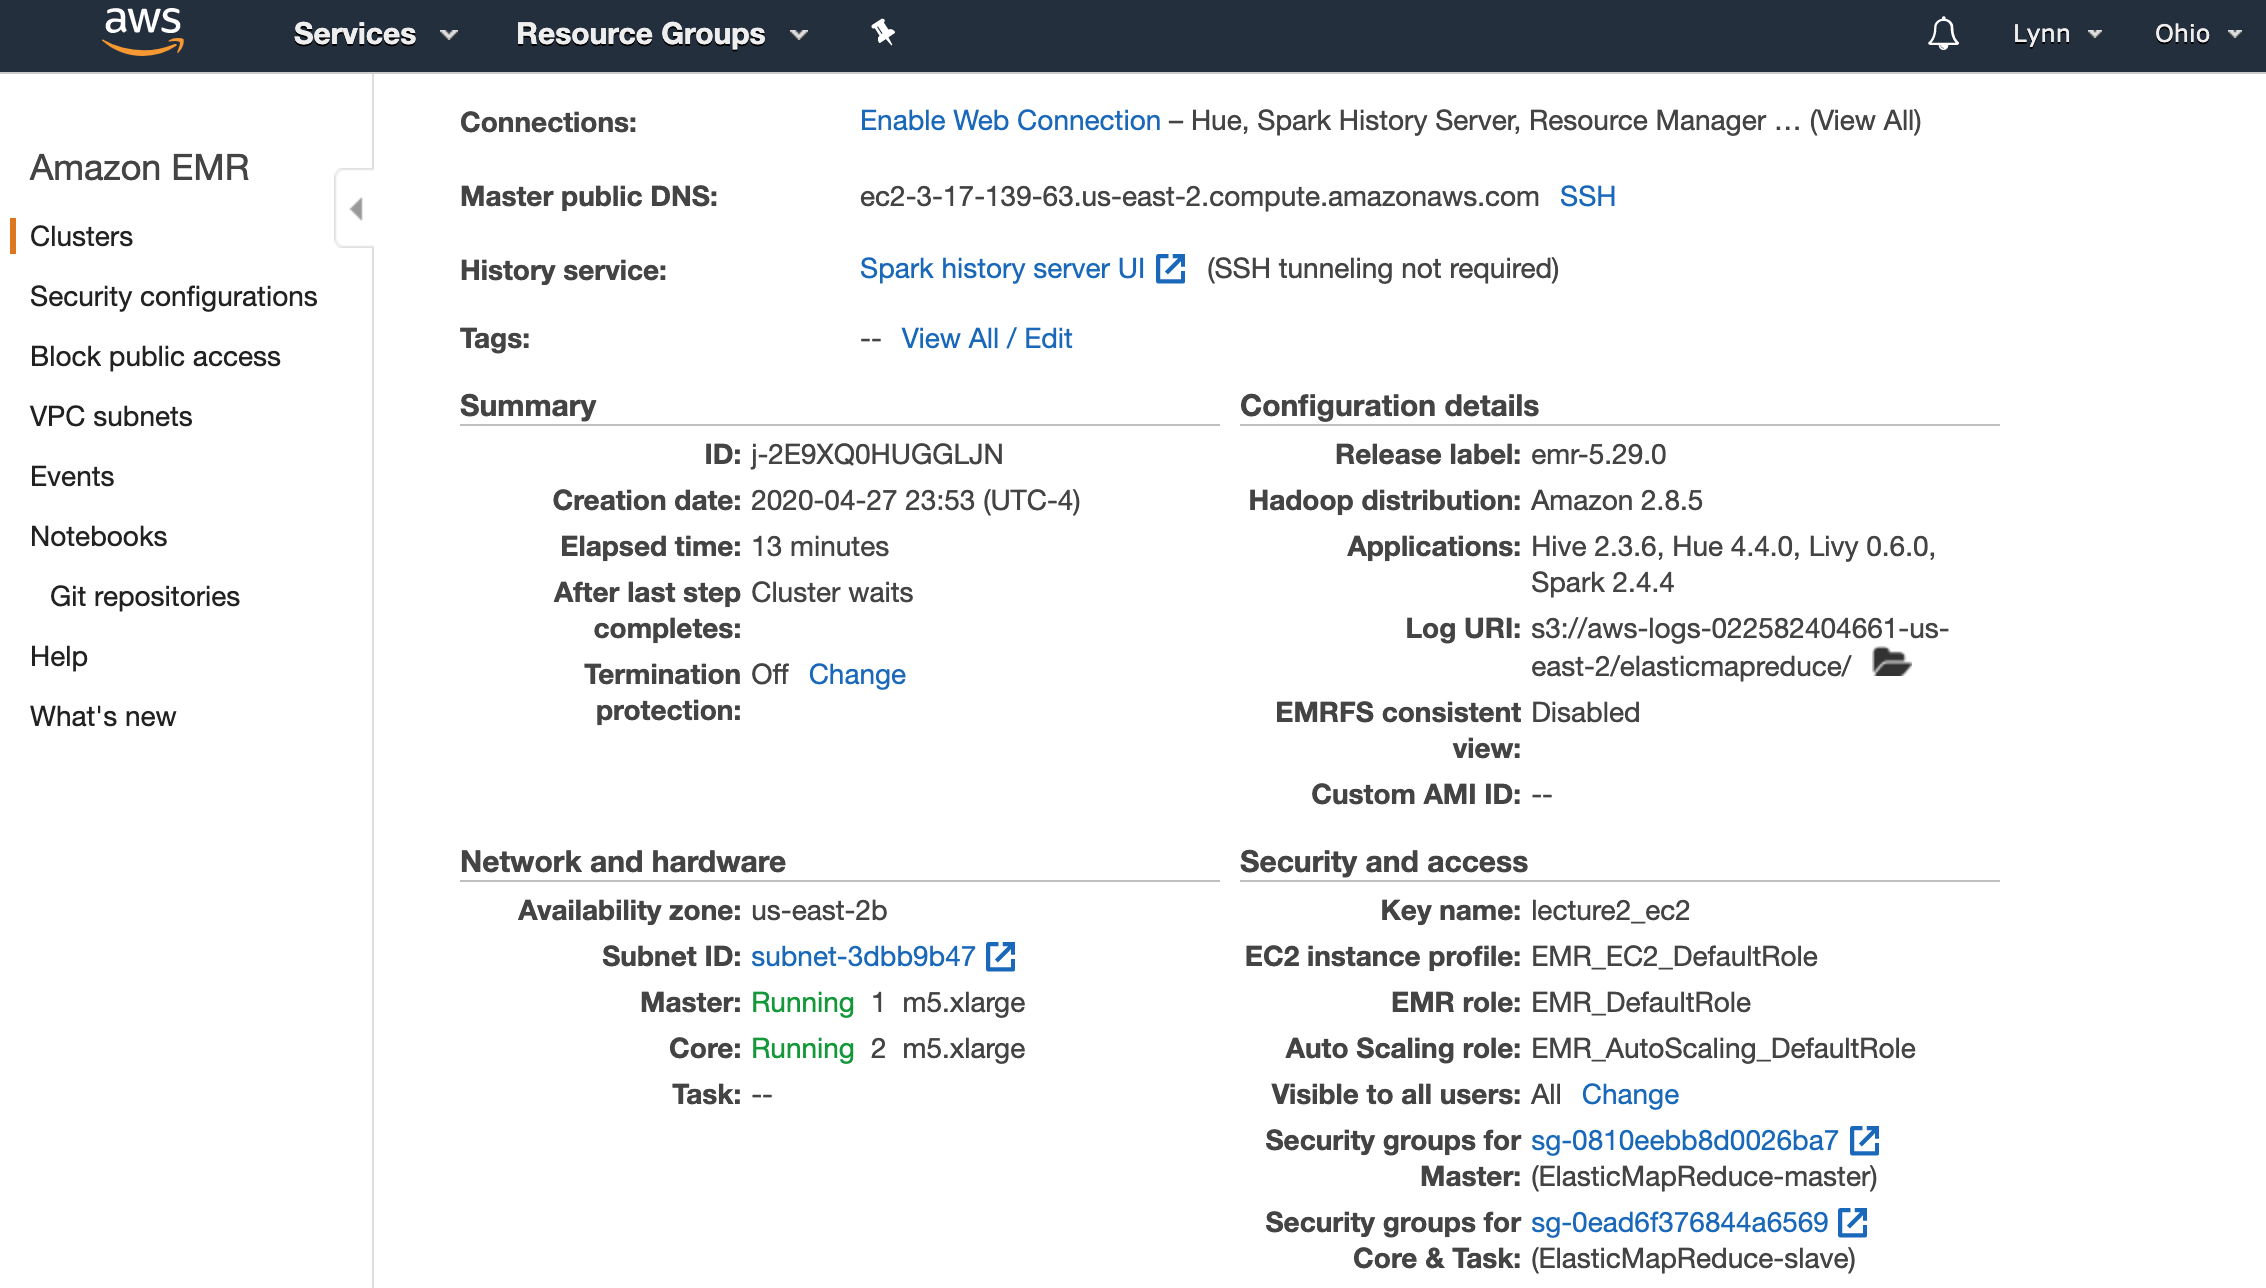 aws Services Resource Groups Lynn Ohio
Amazon EMR
Clusters
Security configurations
Block public access
VPC subnets
Events
Notebooks
Git repositories
Help
What's new
Connections: Enable Web Connection – Hue, Spark History Server, Resource Manager … (View All)
Master public DNS: ec2-3-17-139-63.us-east-2.compute.amazonaws.com SSH
History service: Spark history server UI (SSH tunneling not required)
Tags: -- View All / Edit
Summary
ID: j-2E9XQ0HUGGLJN
Creation date: 2020-04-27 23:53 (UTC-4)
Elapsed time: 13 minutes
After last step Cluster waits
completes:
Termination Off Change
protection:
Configuration details
Release label: emr-5.29.0
Hadoop distribution: Amazon 2.8.5
Applications: Hive 2.3.6, Hue 4.4.0, Livy 0.6.0,
Spark 2.4.4
Log URI: s3://aws-logs-022582404661-us-
east-2/elasticmapreduce/
EMRFS consistent Disabled
view:
Custom AMI ID: --
Network and hardware
Availability zone: us-east-2b
Subnet ID: subnet-3dbb9b47
Master: Running 1 m5.xlarge
Core: Running 2 m5.xlarge
Task: --
Security and access
Key name: lecture2_ec2
EC2 instance profile: EMR_EC2_DefaultRole
EMR role: EMR_DefaultRole
Auto Scaling role: EMR_AutoScaling_DefaultRole
Visible to all users: All Change
Security groups for sg-0810eebb8d0026ba7
Master: (ElasticMapReduce-master)
Security groups for sg-0ead6f376844a6569
Core & Task: (ElasticMapReduce-slave)